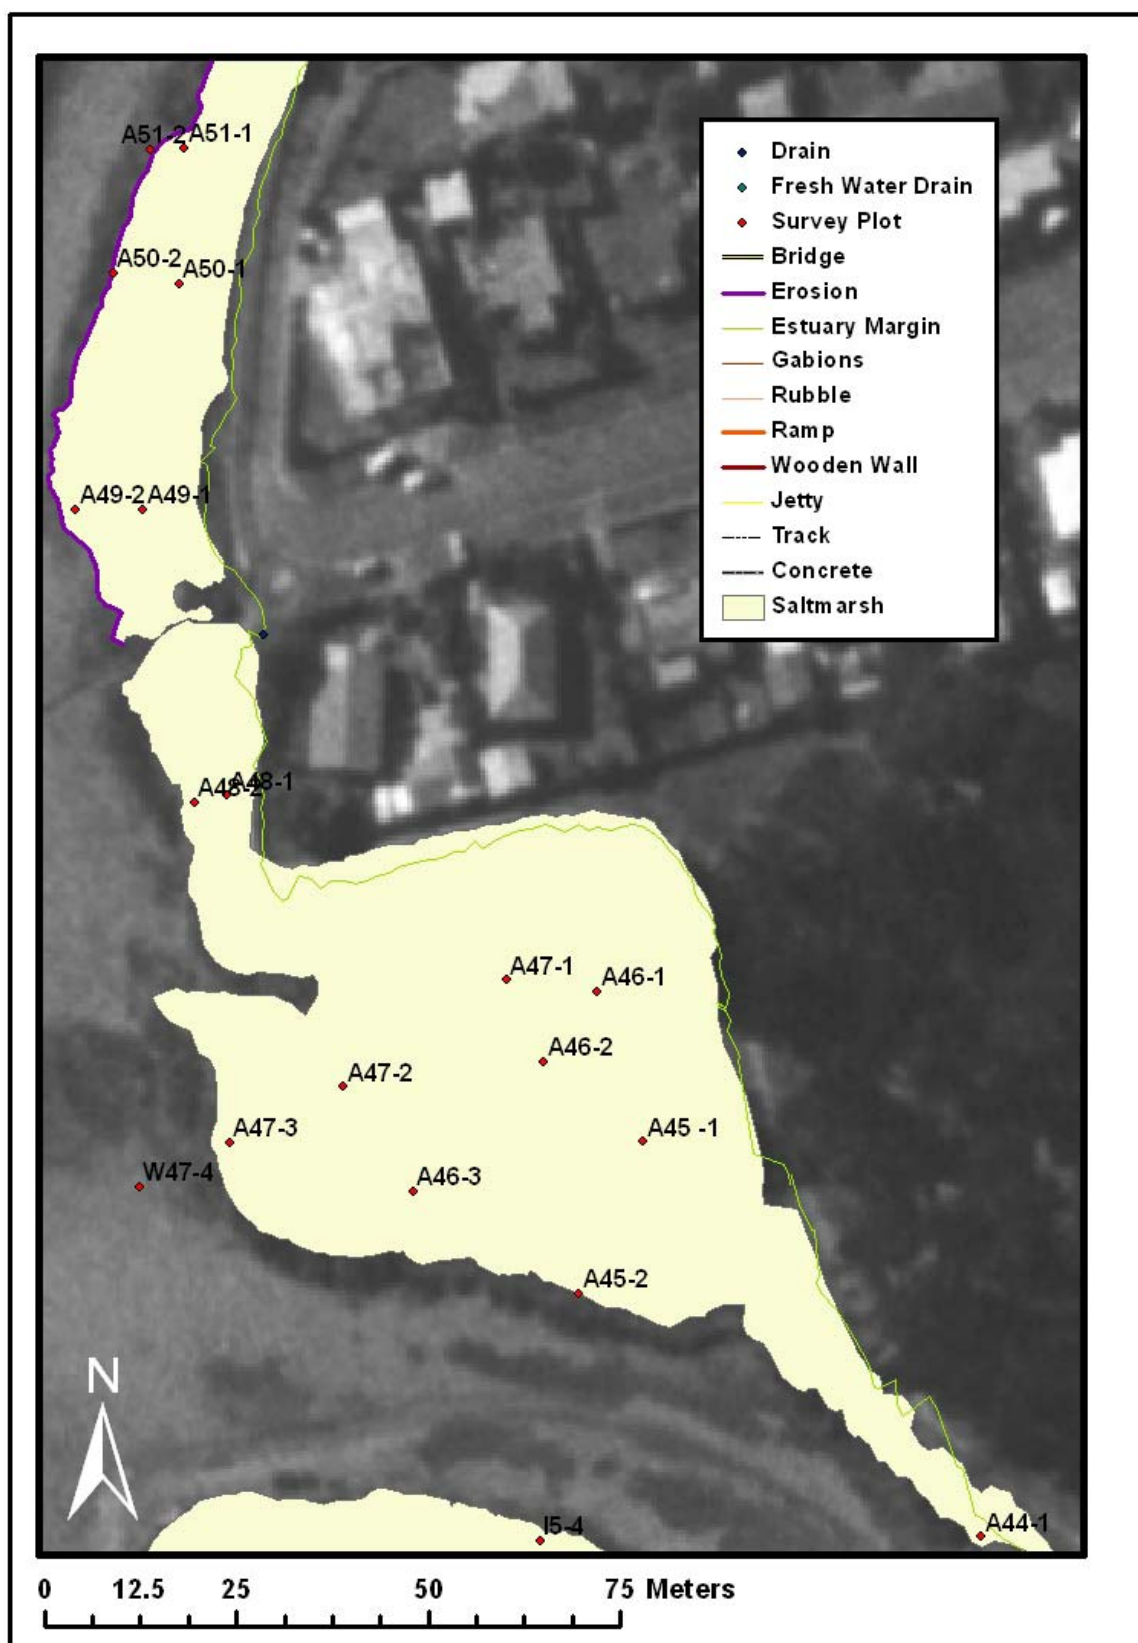 A51-2 A51-1
Drain
Fresh Water Drain
Survey Plot
Bridge
Erosion
Estuary Margin
Gabions
Rubble
Ramp
Wooden Wall
Jetty
Track
Concrete
Saltmarsh
A50-2
A50-1
A49-2 A49-1
A48-2 A48-1
A47-1
A46-1
A46-2
A47-2
A45 -1
A47-3
W47-4
A46-3
A45-2
N
I5-4
A44-1
0 12.5 25 50 75 Meters